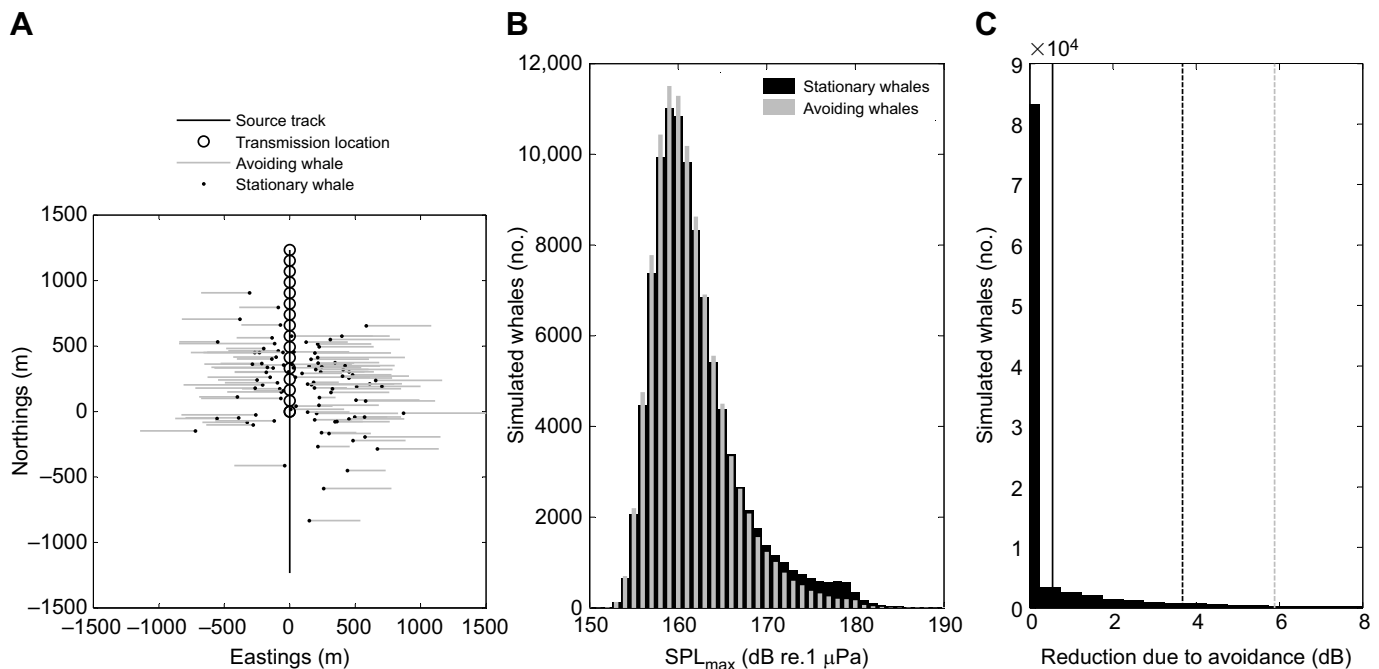 A
Source track
Transmission location
Avoiding whale
Stationary whale
1500
1000
500
0
–500
–1000
–1500
Northings (m)
–1500 –1000 –500 0 500 1000 1500
Eastings (m)
B
12,000
10,000
8000
6000
4000
2000
0
Simulated whales (no.)
Stationary whales
Avoiding whales
150 160 170 180 190
SPLmax (dB re.1 μPa)
C
×10⁴
9
8
7
6
5
4
3
2
1
0
Simulated whales (no.)
0 2 4 6 8
Reduction due to avoidance (dB)